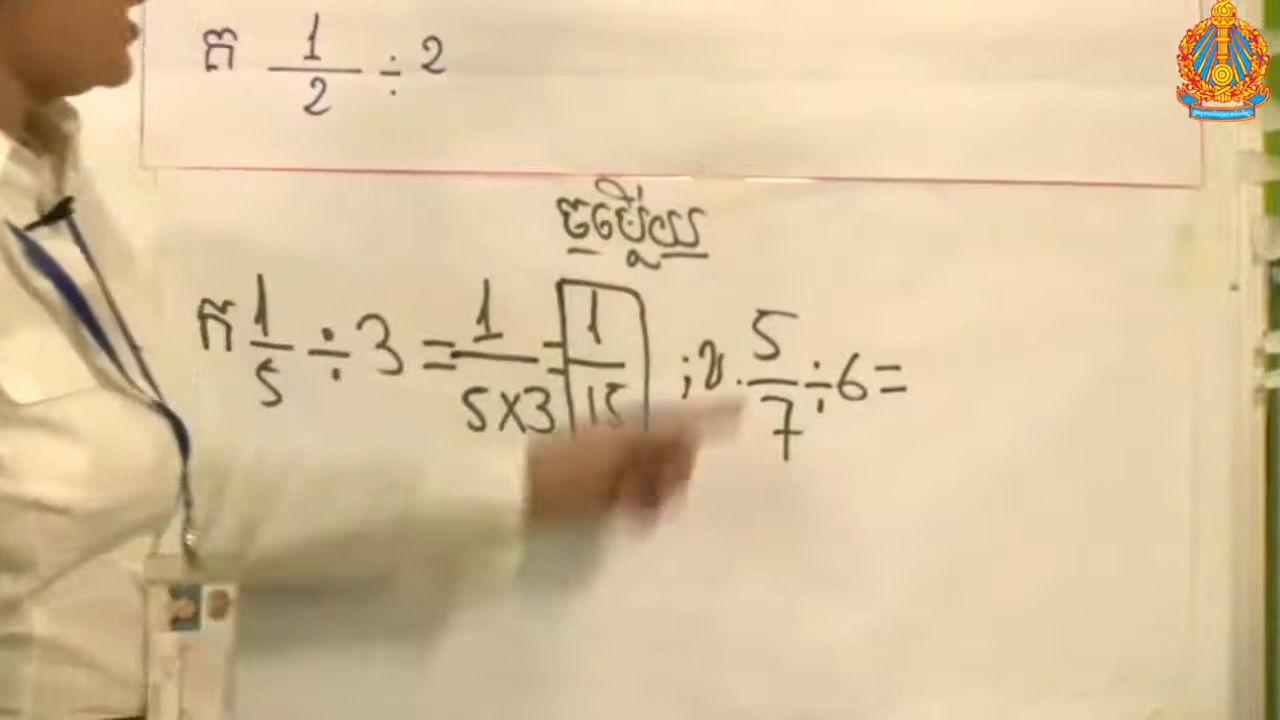 ក 1/2 ÷ 2
ចម្លើយ
ក 1/5 ÷ 3 = 1/5×3 = 1/15 ; ខ. 5/7 ÷ 6 =